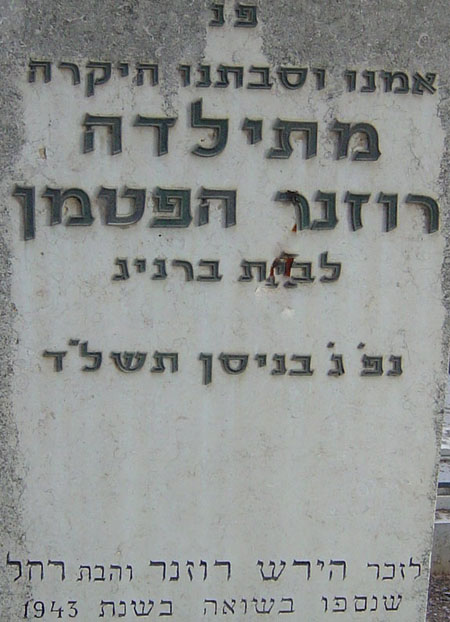 פ נ
אמנו וסבתנו היקרה
מתילדה
רוזנר הפטמן
לבית ברניג
נפ' ג' בניסן תשל"ד
לזכר הירש רוזנר והבת רחל
שנספו בשואה בשנת 1943